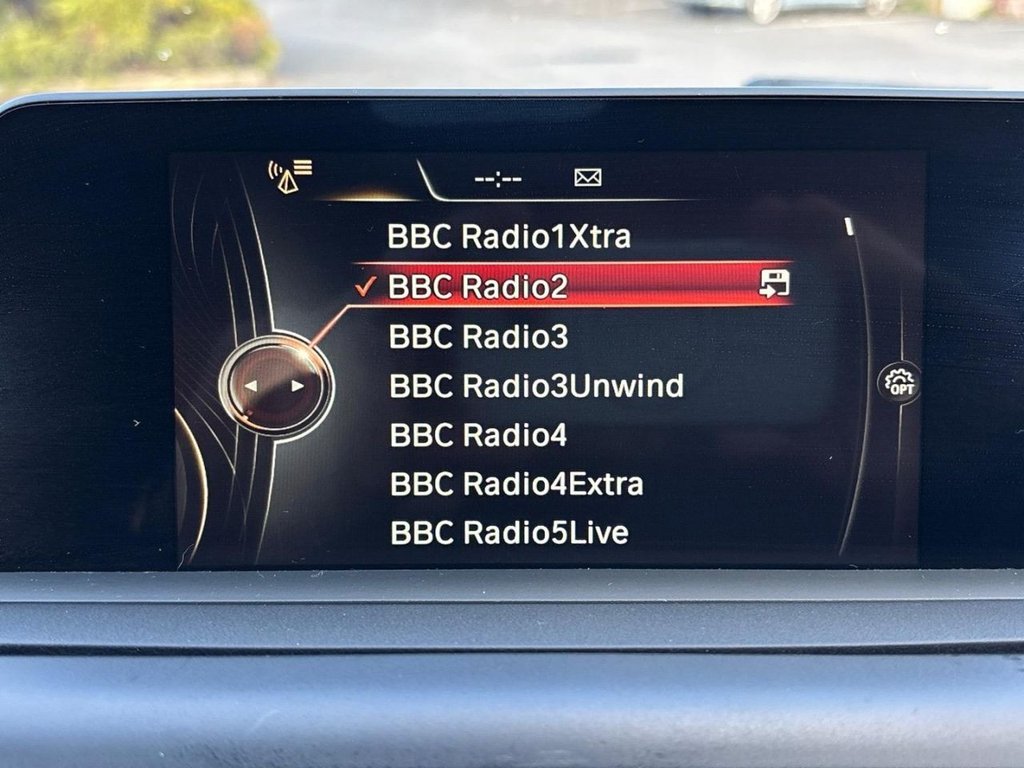 --:--
BBC Radio1Xtra
BBC Radio2
BBC Radio3
BBC Radio3Unwind
OPT
BBC Radio4
BBC Radio4Extra
BBC Radio5Live